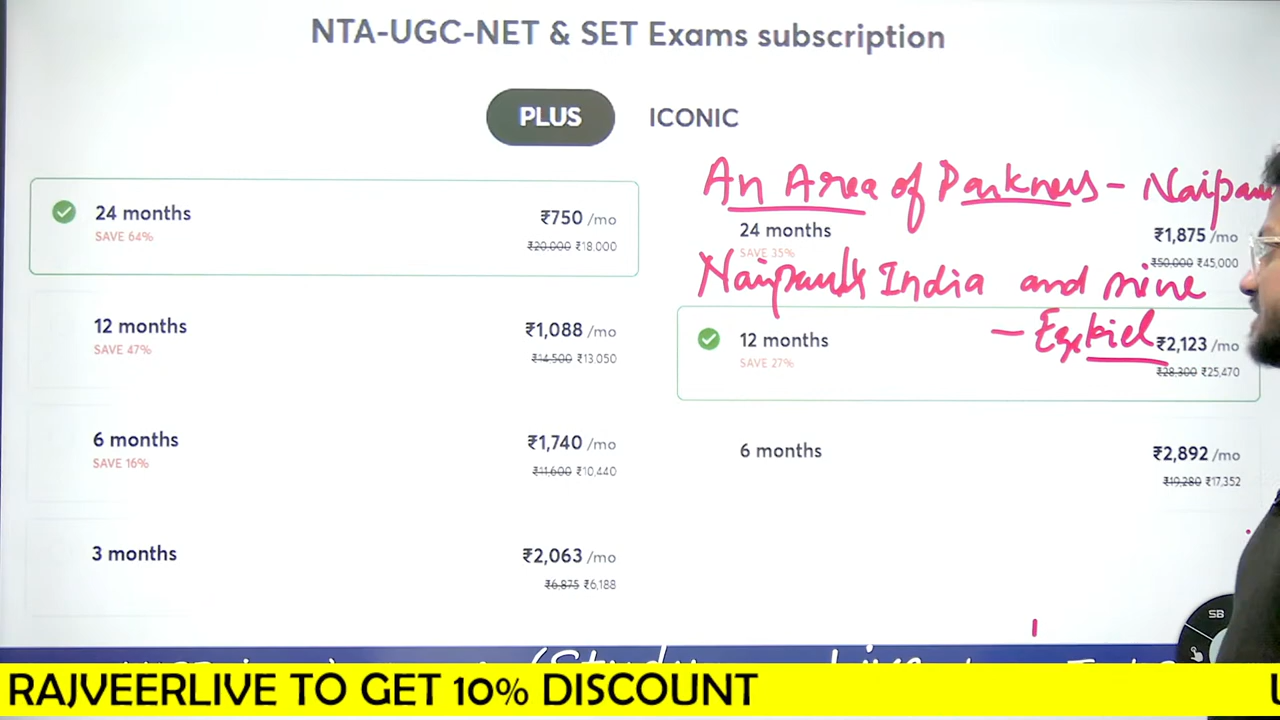 NTA-UGC-NET & SET Exams subscription
PLUS
ICONIC
24 months
SAVE 64%
₹750 /mo
₹20,000 ₹18,000
12 months
SAVE 47%
₹1,088 /mo
₹14,500 ₹13,050
6 months
SAVE 16%
₹1,740 /mo
₹11,600 ₹10,440
3 months
₹2,063 /mo
₹6,875 ₹6,188
An Area of Darkness -
24 months
SAVE 35%
₹1,875 /mo
₹50,000 ₹45,000
Naipaul's India and mine
- Ezekiel
12 months
SAVE 27%
₹2,123 /mo
₹28,300 ₹25,470
6 months
₹2,892 /mo
₹19,280 ₹17,352
SB
RAJVEERLIVE TO GET 10% DISCOUNT